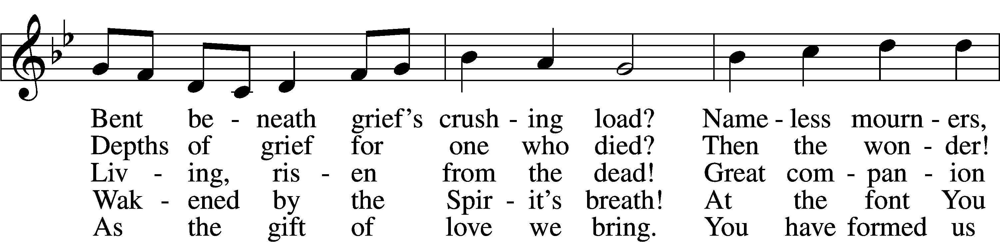 Bent be - neath grief’s crush - ing load? Name - less mourn - ers,
Depths of grief for one who died? Then the won - der!
Liv - ing, ris - en from the dead! Great com - pan - ion
Wak - ened by the Spir - it’s breath! At the font You
As the gift of love we bring. You have formed us